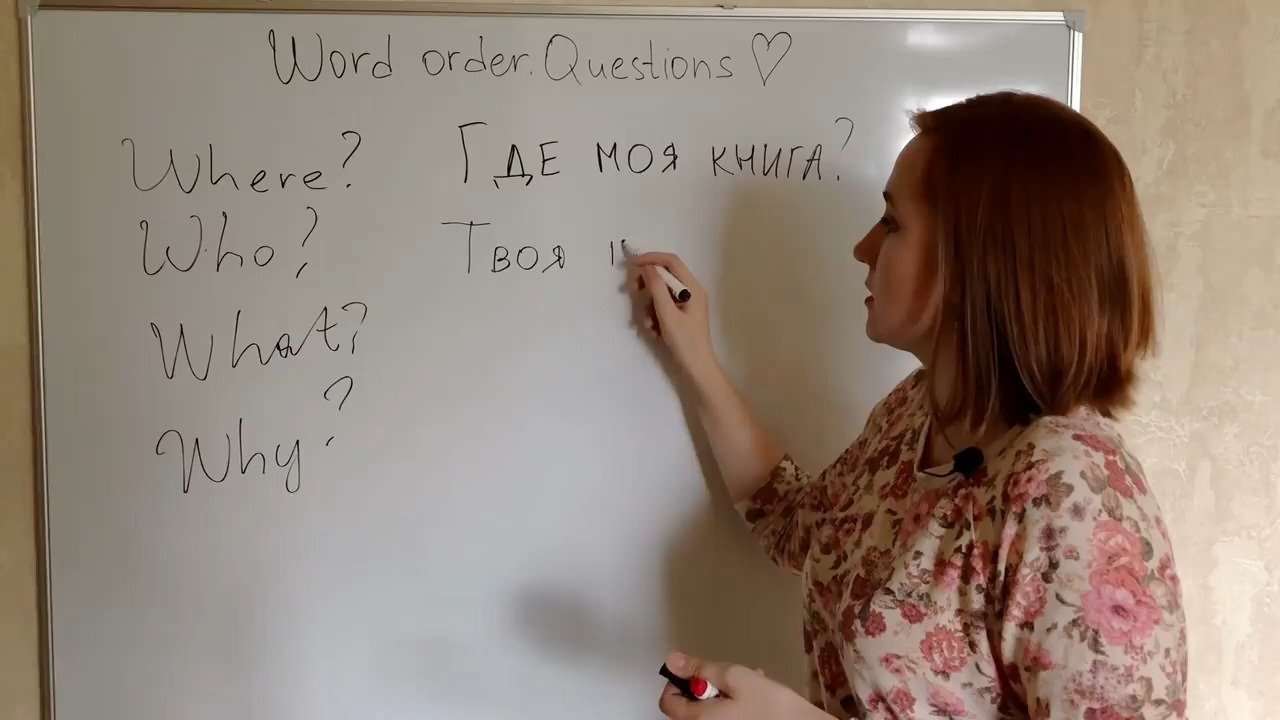 Word order. Questions ♡
Where? Где моя книга?
Who? Твоя
What?
Why?